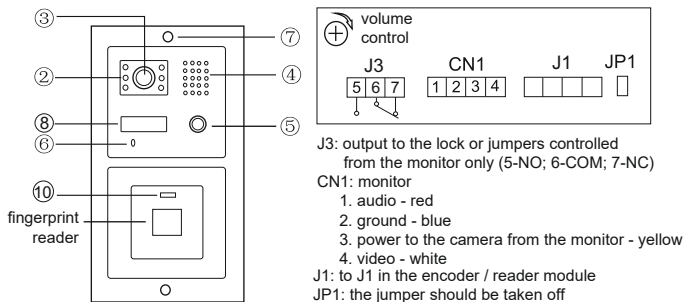 ③
⑦
②
④
⑧
⑤
⑥
⑩
fingerprint
reader
volume
control
J3 CN1 J1 JP1
5 6 7 1 2 3 4
J3: output to the lock or jumpers controlled
from the monitor only (5-NO; 6-COM; 7-NC)
CN1: monitor
1. audio - red
2. ground - blue
3. power to the camera from the monitor - yellow
4. video - white
J1: to J1 in the encoder / reader module
JP1: the jumper should be taken off